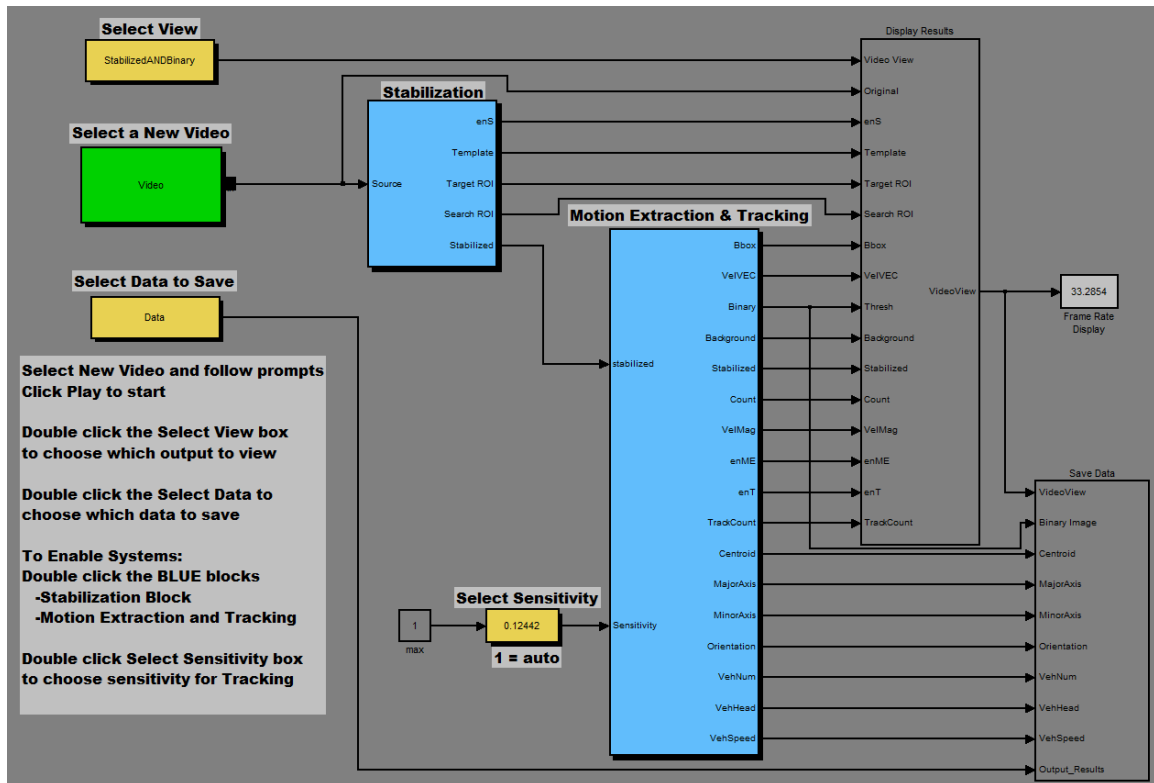 Select View
StabilizedANDBinary
Select a New Video
Video
Select Data to Save
Data
Select New Video and follow prompts
Click Play to start
Double click the Select View box
to choose which output to view
Double click the Select Data to
choose which data to save
To Enable Systems:
Double click the BLUE blocks
-Stabilization Block
-Motion Extraction and Tracking
Double click Select Sensitivity box
to choose sensitivity for Tracking
Stabilization
Source
enS
Template
Target ROI
Search ROI
Stabilized
1
max
Select Sensitivity
0.12442
1 = auto
Motion Extraction & Tracking
stabilized
Sensitivity
Bbox
VelVEC
Binary
Background
Stabilized
Count
VelMag
enME
enT
TrackCount
Centroid
MajorAxis
MinorAxis
Orientation
VehNum
VehHead
VehSpeed
Display Results
Video View
Original
enS
Template
Target ROI
Search ROI
Bbox
VelVEC
Thresh
Background
Stabilized
Count
VelMag
enME
enT
TrackCount
VideoView
33.2854
Frame Rate
Display
Save Data
VideoView
Binary Image
Centroid
MajorAxis
MinorAxis
Orientation
VehNum
VehHead
VehSpeed
Output_Results